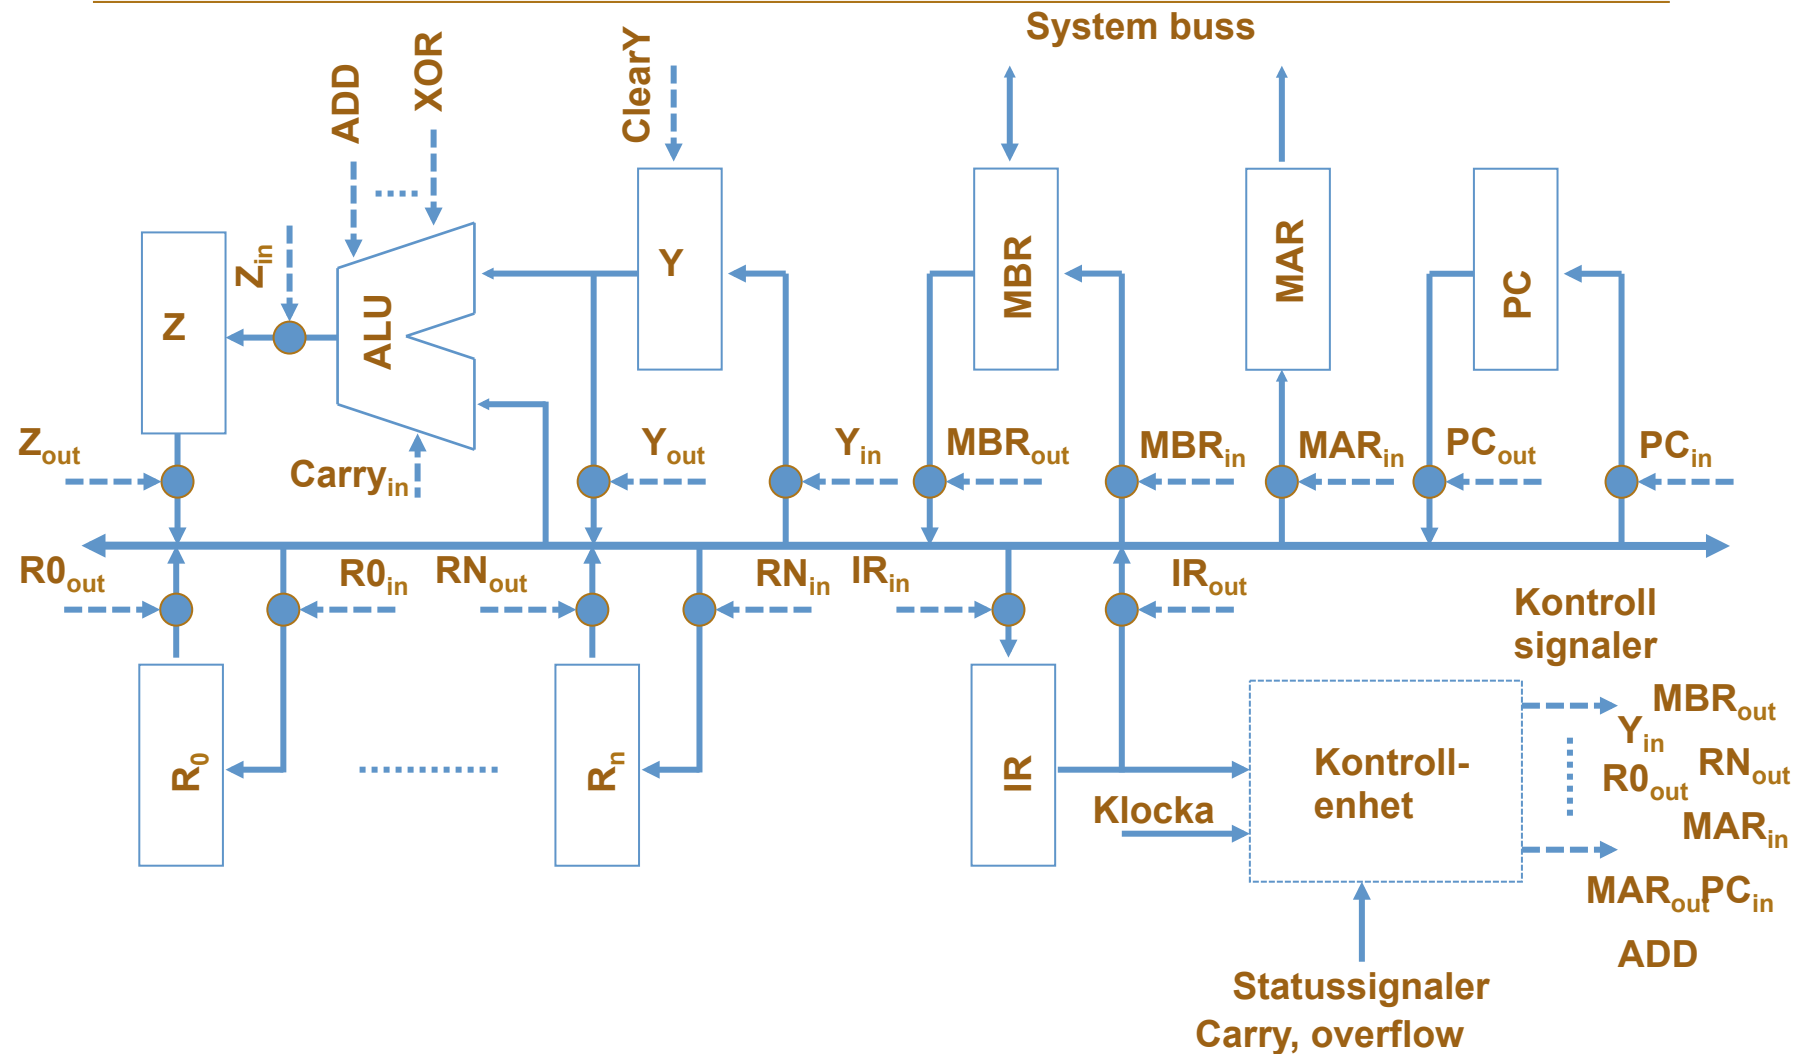 System buss
ADD
XOR
ClearY
Z
Zin
ALU
Y
MBR
MAR
PC
Zout
Carryin
Yout
Yin
MBRout
MBRin
MARin
PCout
PCin
R0out
R0in
RNout
RNin
IRin
IRout
Kontroll
signaler
R0
Rn
IR
Klocka
Kontroll-
enhet
MBRout
Yin
RNout
R0out
MARin
MARout
PCin
ADD
Statussignaler
Carry, overflow